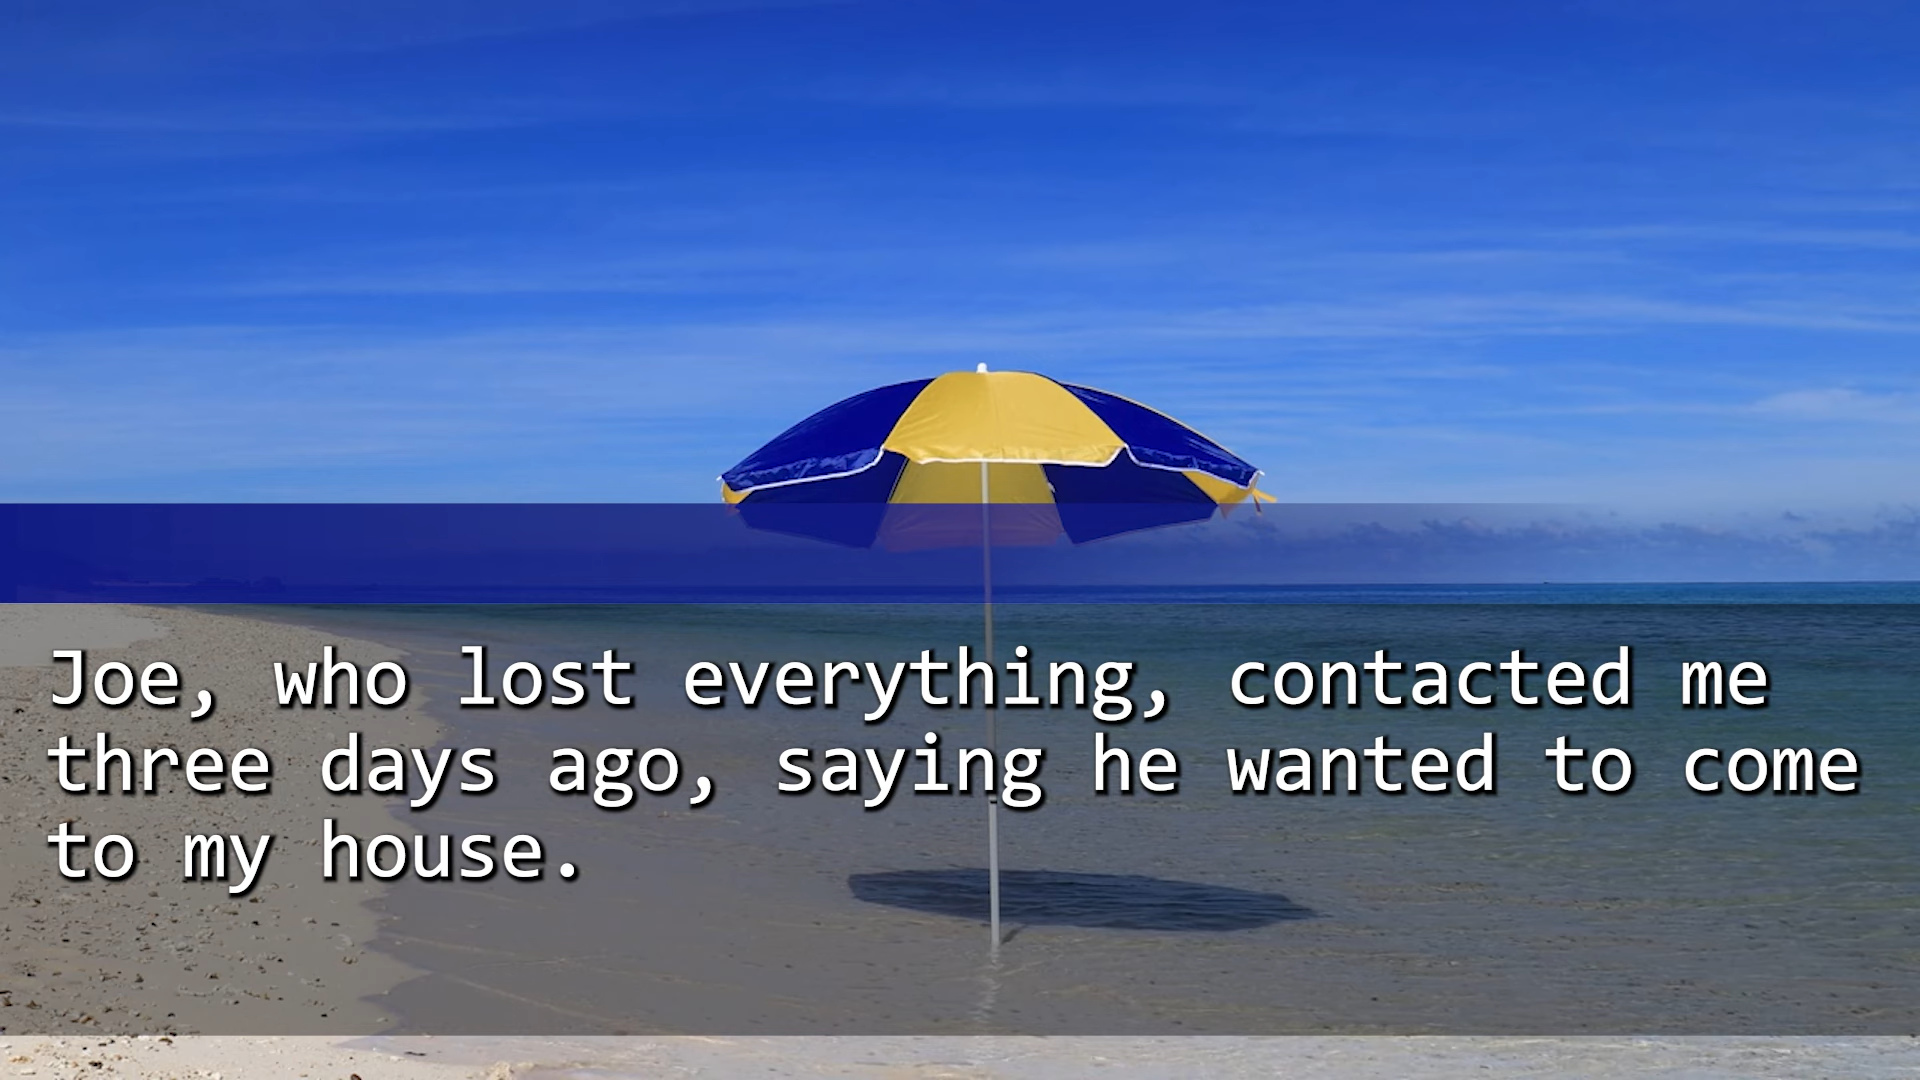 Joe, who lost everything, contacted me
three days ago, saying he wanted to come
to my house.